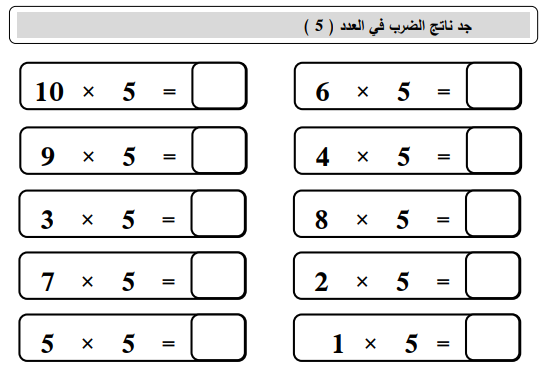 جد ناتج الضرب في العدد ( 5 )
10 × 5 =
6 × 5 =
9 × 5 =
4 × 5 =
3 × 5 =
8 × 5 =
7 × 5 =
2 × 5 =
5 × 5 =
1 × 5 =